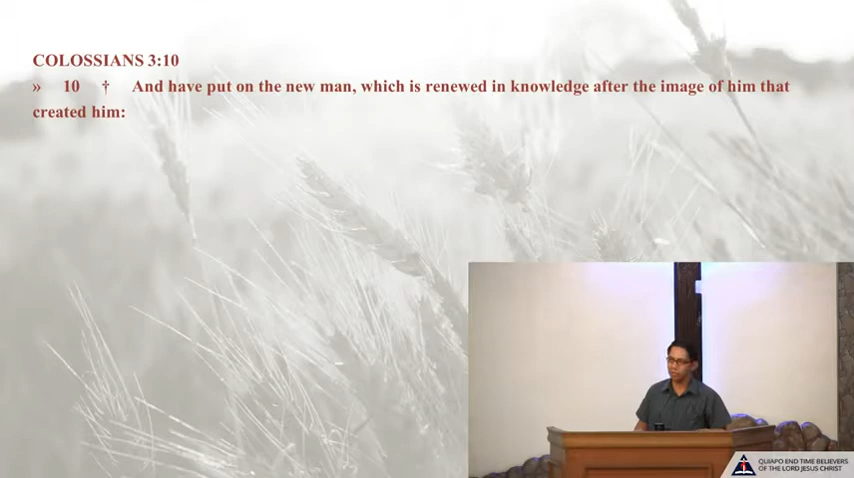 COLOSSIANS 3:10
» 10 † And have put on the new man, which is renewed in knowledge after the image of him that
created him:
QUIAPO END TIME BELIEVERS
OF THE LORD JESUS CHRIST